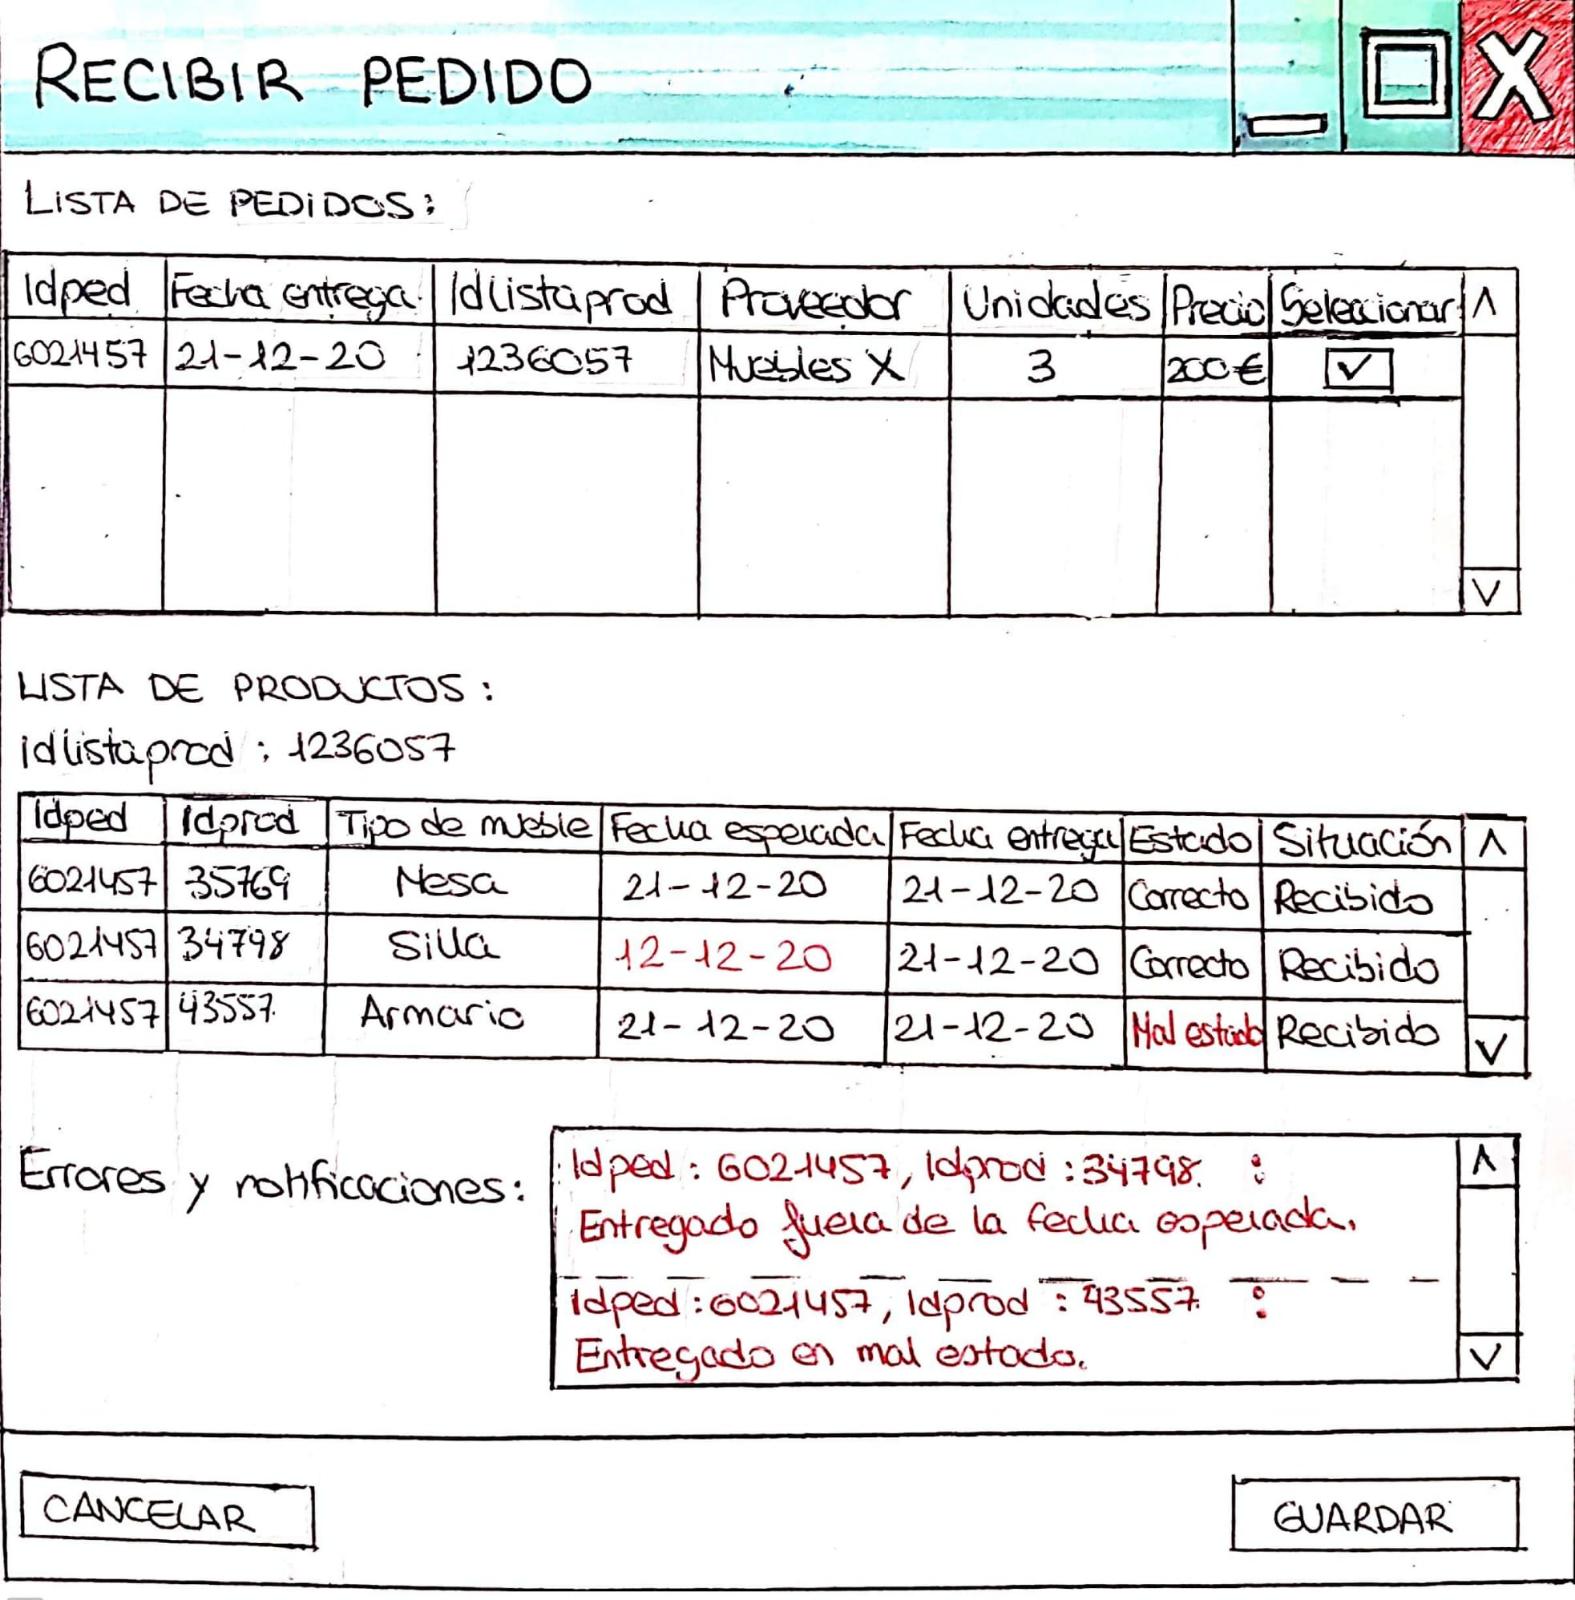 RECIBIR PEDIDO
LISTA DE PEDIDOS:
Idped Fecha entrega Idlistaprod Proveedor Unidades Precio Seleccionar
6021457 21-12-20 1236057 Muebles X 3 200€
LISTA DE PRODUCTOS:
idlistaprod: 1236057
Idped Idprod Tipo de mueble Fecha esperada Fecha entrega Estado Situación
6021457 35769 Mesa 21-12-20 21-12-20 Correcto Recibido
6021457 34798 Silla 12-12-20 21-12-20 Correcto Recibido
6021457 43557 Armario 21-12-20 21-12-20 Mal estado Recibido
Errores y notificaciones:
Idped: 6021457, Idprod: 34798 :
Entregado fuera de la fecha esperada.
Idped: 6021457, Idprod: 43557 :
Entregado en mal estado.
CANCELAR GUARDAR